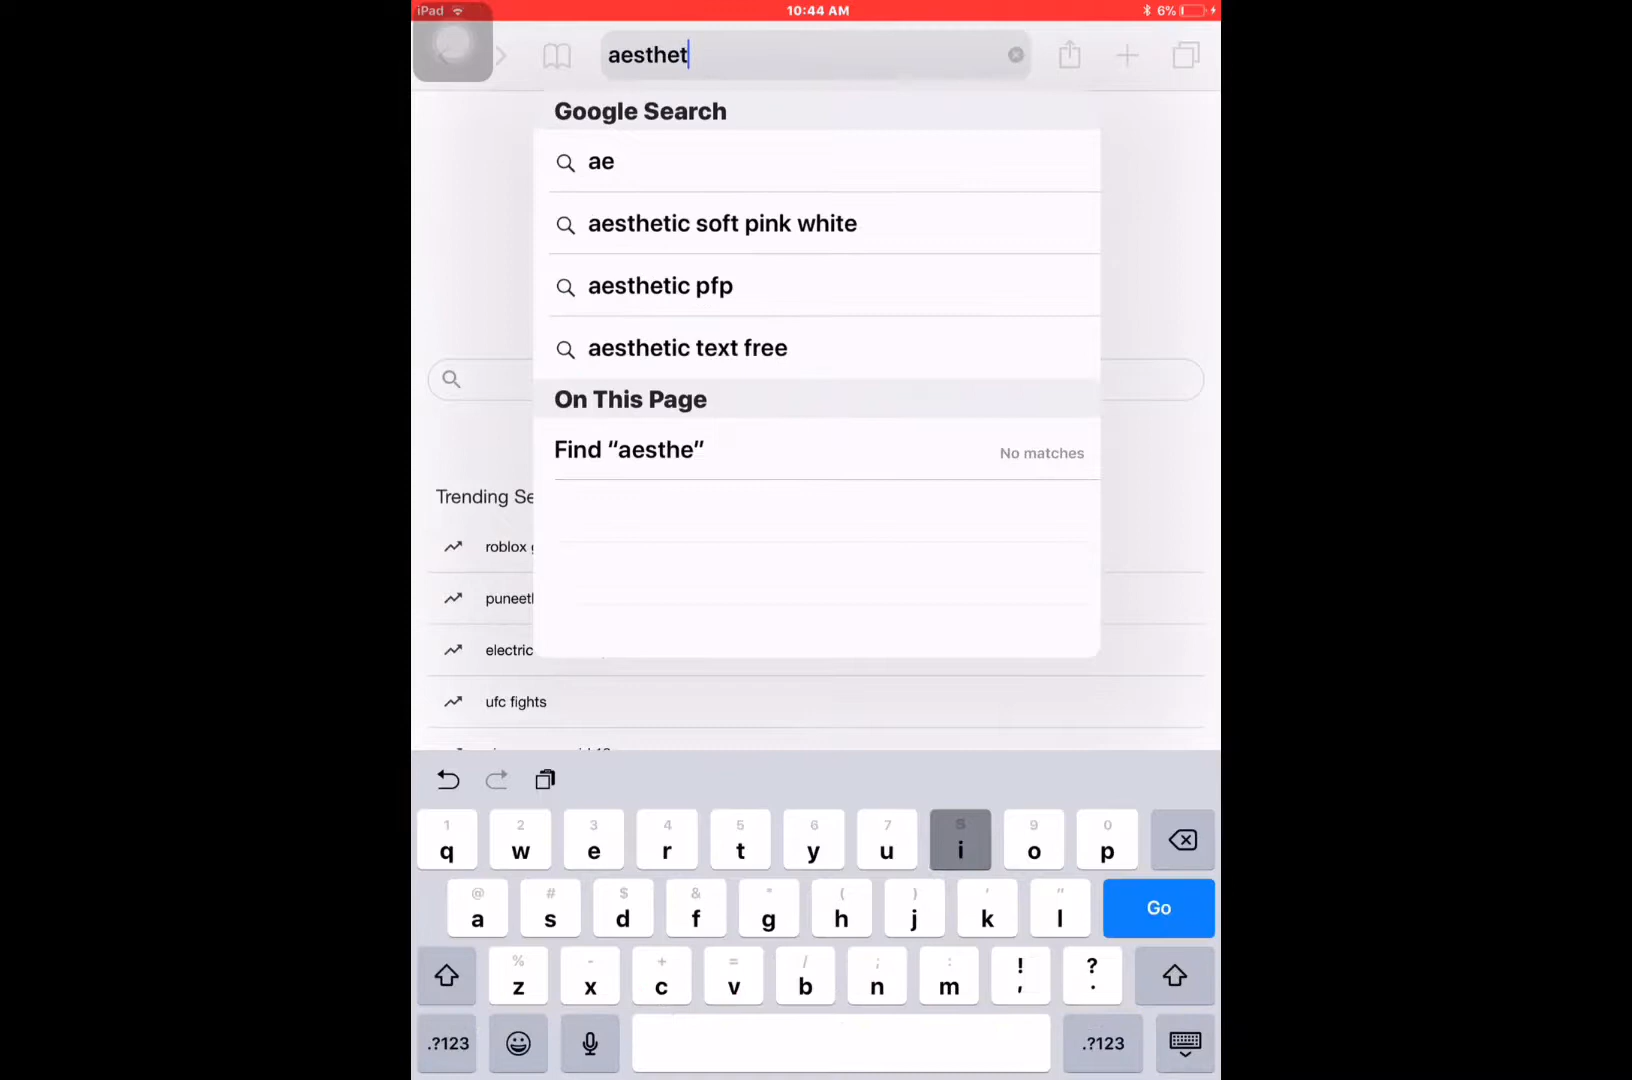 iPad 10:44 AM 6%
aesthet
Google Search
ae
aesthetic soft pink white
aesthetic pfp
aesthetic text free
On This Page
Find “aesthe” No matches
Trending Se
roblox
puneet
electric
ufc fights
1 2 3 4 5 6 7 8 9 0
q w e r t y u i o p
@ # $ & * ( ) ' "
a s d f g h j k l Go
% - + = / ; : ! ?
z x c v b n m , .
.?123 .?123